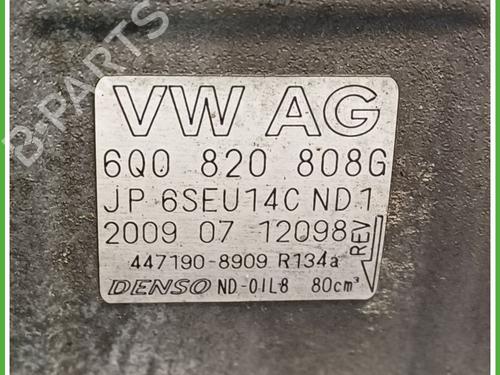 B-PARTS
VW AG
6Q0 820 808G
JP 6SEU14C ND1
2009 07 12098
REV
447190-8909 R134a
DENSO ND-OIL8 80cm³